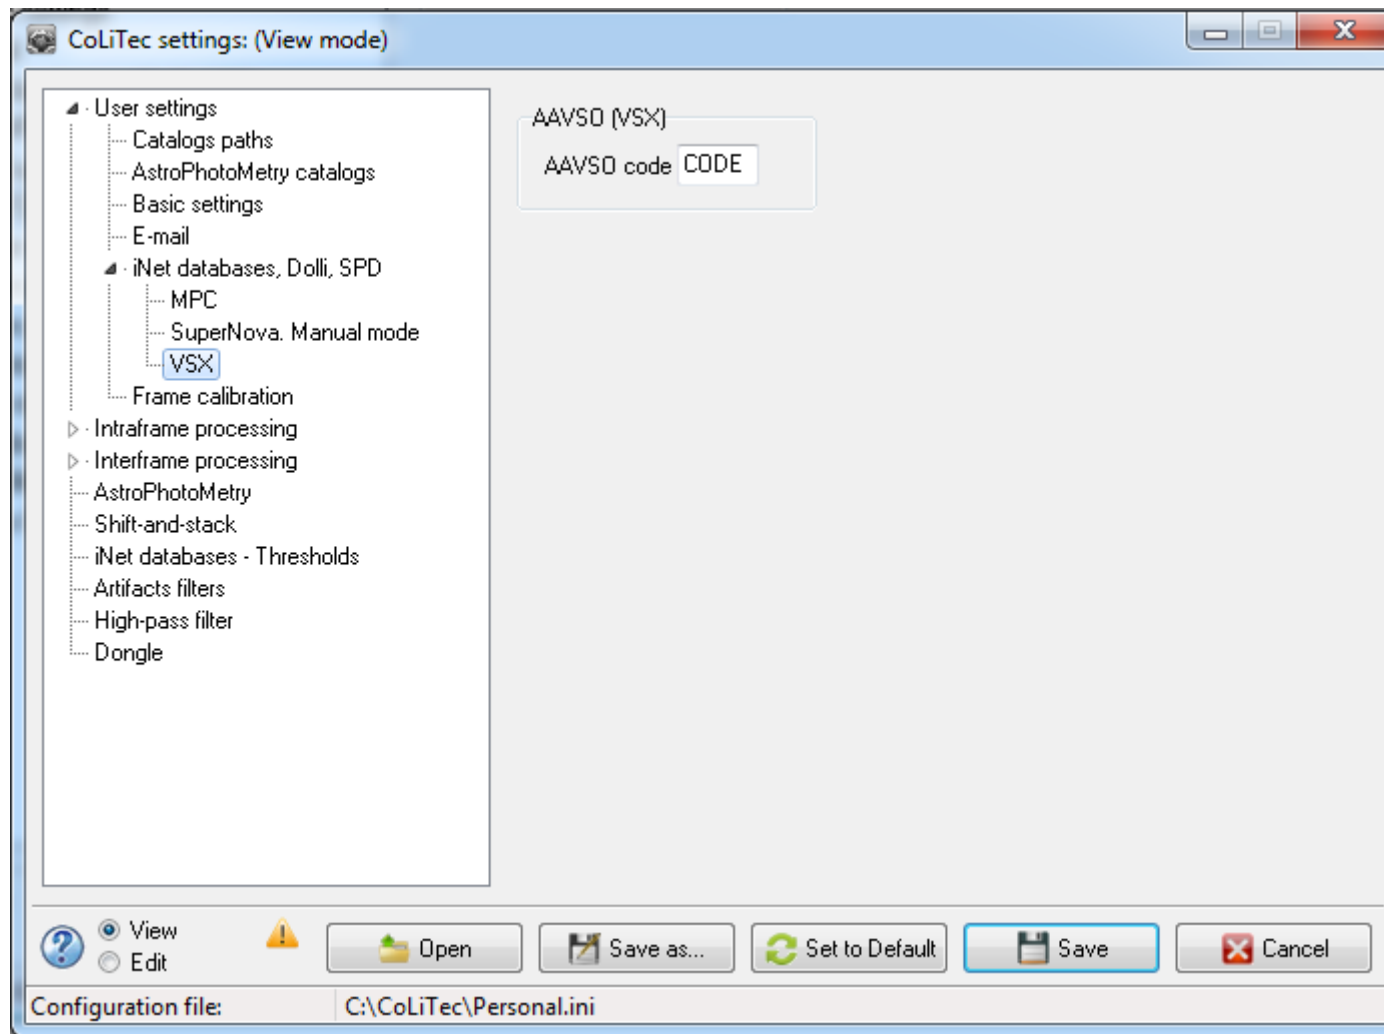 CoLiTec settings: (View mode)
User settings
Catalogs paths
AstroPhotoMetry catalogs
Basic settings
E-mail
iNet databases, Dolli, SPD
MPC
SuperNova. Manual mode
VSX
Frame calibration
Intraframe processing
Interframe processing
AstroPhotoMetry
Shift-and-stack
iNet databases - Thresholds
Artifacts filters
High-pass filter
Dongle
AAVSO (VSX)
AAVSO code CODE
View
Edit
Open
Save as...
Set to Default
Save
Cancel
Configuration file: C:\CoLiTec\Personal.ini